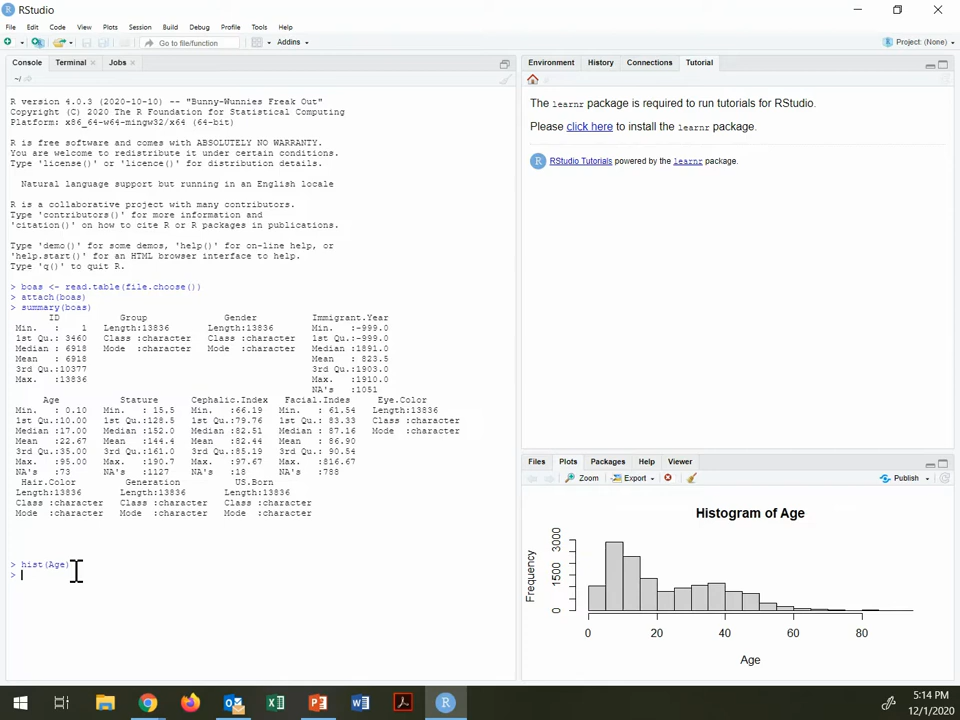 RStudio
File Edit Code View Plots Session Build Debug Profile Tools Help
Go to file/function Addins Project: (None)
Console Terminal Jobs
~/
R version 4.0.3 (2020-10-10) -- "Bunny-Wunnies Freak Out"
Copyright (C) 2020 The R Foundation for Statistical Computing
Platform: x86_64-w64-mingw32/x64 (64-bit)
R is free software and comes with ABSOLUTELY NO WARRANTY.
You are welcome to redistribute it under certain conditions.
Type 'license()' or 'licence()' for distribution details.
Natural language support but running in an English locale
R is a collaborative project with many contributors.
Type 'contributors()' for more information and
'citation()' on how to cite R or R packages in publications.
Type 'demo()' for some demos, 'help()' for on-line help, or
'help.start()' for an HTML browser interface to help.
Type 'q()' to quit R.
> boas <- read.table(file.choose())
> attach(boas)
> summary(boas)
ID Group Gender Immigrant.Year
Min. : 1 Length:13836 Length:13836 Min. :-999.0
1st Qu.: 3460 Class :character Class :character 1st Qu.:-999.0
Median : 6918 Mode :character Mode :character Median :1891.0
Mean : 6918 Mean : 823.5
3rd Qu.:10377 3rd Qu.:1903.0
Max. :13836 Max. :1910.0
NA's :1051
Age Stature Cephalic.Index Facial.Index Eye.Color
Min. : 0.10 Min. : 15.5 Min. :66.19 Min. : 61.54 Length:13836
1st Qu.:10.00 1st Qu.:128.5 1st Qu.:79.76 1st Qu.: 83.33 Class :character
Median :17.00 Median :152.0 Median :82.51 Median : 87.16 Mode :character
Mean :22.67 Mean :144.4 Mean :82.44 Mean : 86.90
3rd Qu.:35.00 3rd Qu.:161.0 3rd Qu.:85.19 3rd Qu.: 90.54
Max. :95.00 Max. :190.7 Max. :97.67 Max. :816.67
NA's :73 NA's :1127 NA's :18 NA's :788
Hair.Color Generation US.Born
Length:13836 Length:13836 Length:13836
Class :character Class :character Class :character
Mode :character Mode :character Mode :character
> hist(Age)
>
Environment History Connections Tutorial
The learnr package is required to run tutorials for RStudio.
Please click here to install the learnr package.
R RStudio Tutorials powered by the learnr package.
Files Plots Packages Help Viewer
Zoom Export Publish
Histogram of Age
Frequency
3000
1500
0
0 20 40 60 80
Age
5:14 PM
12/1/2020